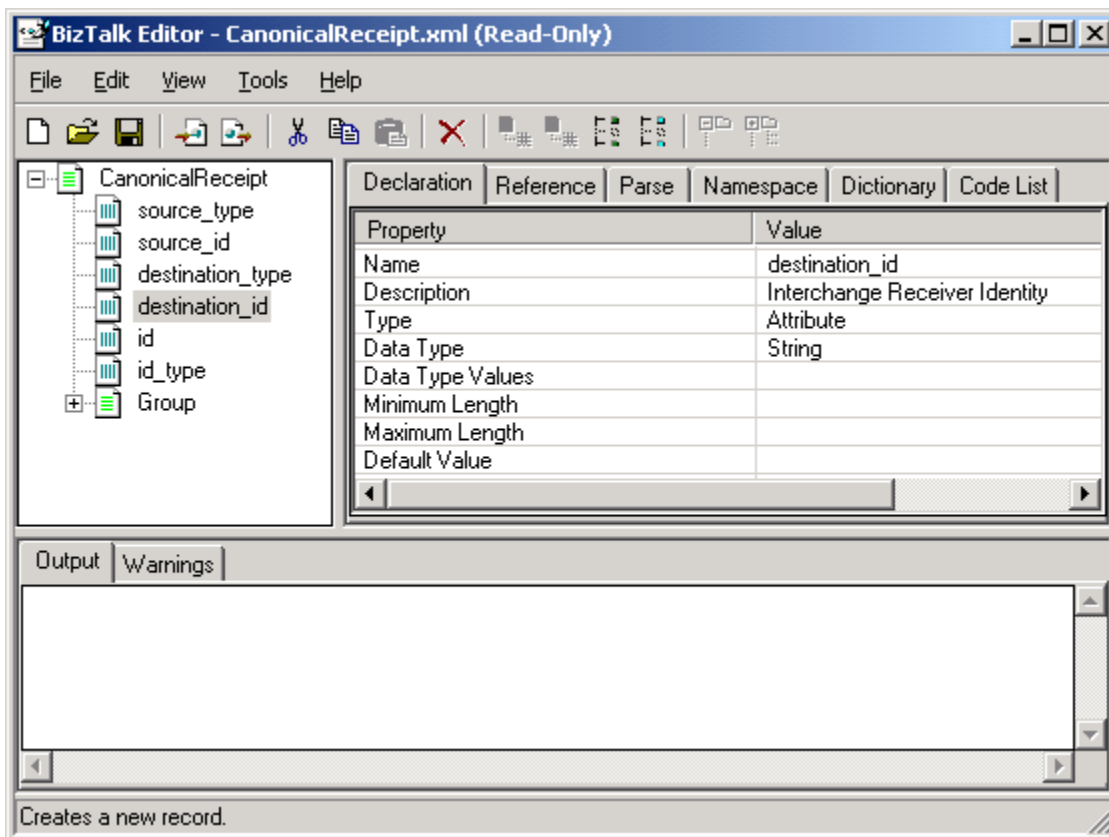 BizTalk Editor - CanonicalReceipt.xml (Read-Only)
File Edit View Tools Help
CanonicalReceipt
source_type
source_id
destination_type
destination_id
id
id_type
Group
Declaration Reference Parse Namespace Dictionary Code List
Property Value
Name destination_id
Description Interchange Receiver Identity
Type Attribute
Data Type String
Data Type Values
Minimum Length
Maximum Length
Default Value
Output Warnings
Creates a new record.